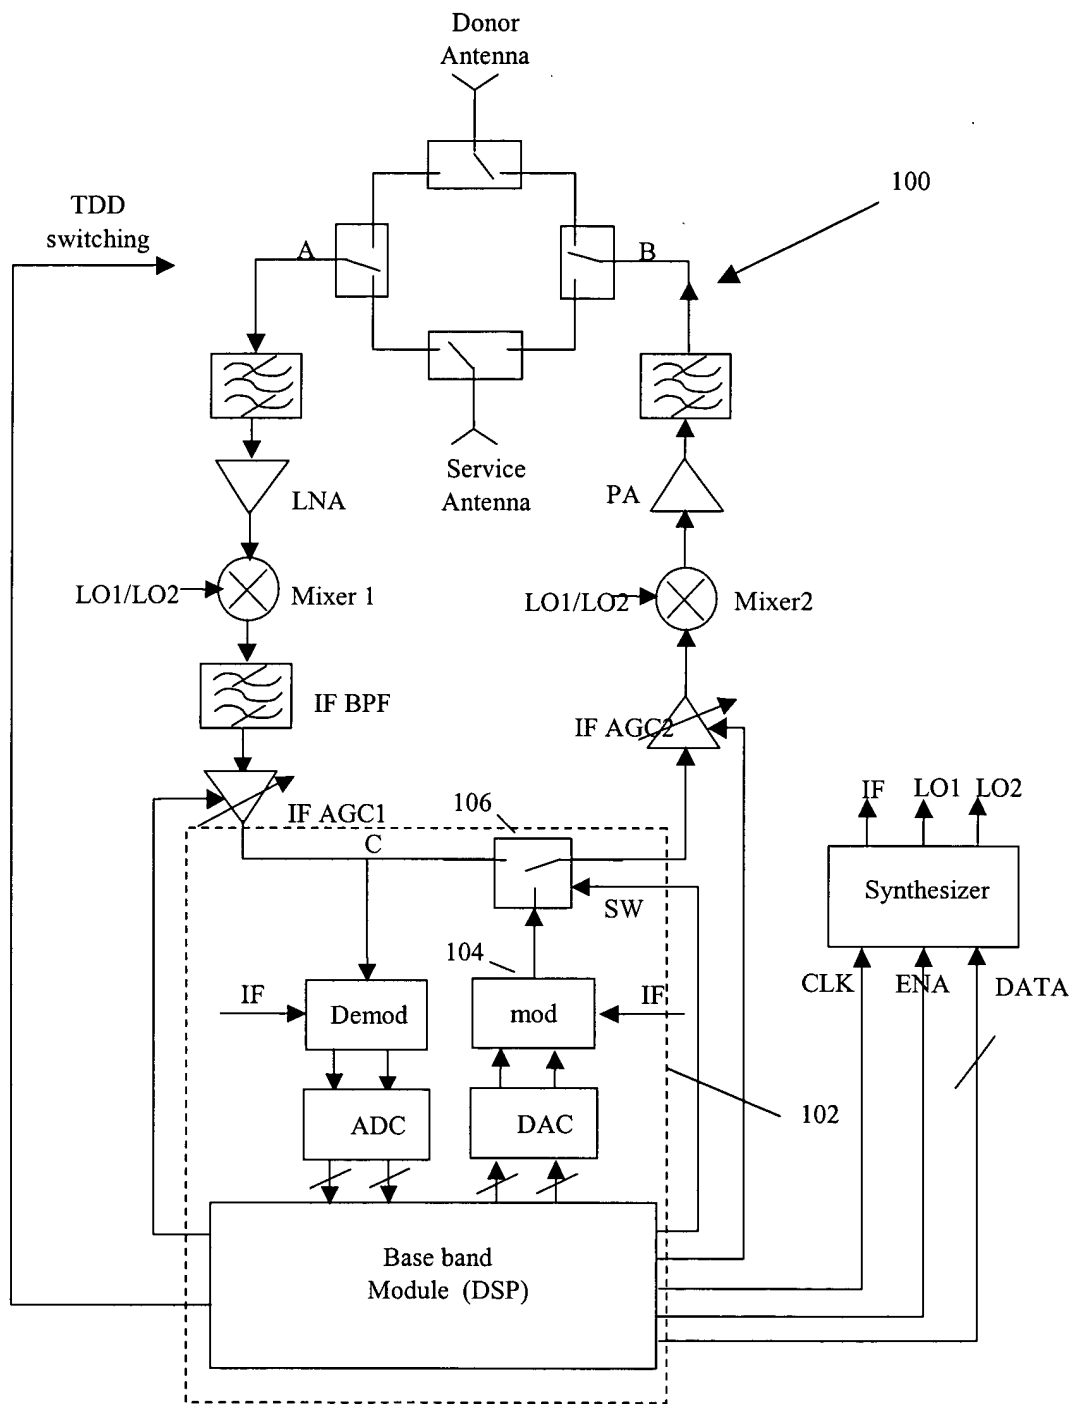 Donor
Antenna
100
TDD
switching
A
B
Service
Antenna
LNA
PA
LO1/LO2
Mixer 1
LO1/LO2
Mixer2
IF BPF
IF AGC2
IF AGC1
106
IF
LO1
LO2
C
Synthesizer
SW
104
CLK
ENA
DATA
IF
Demod
mod
IF
ADC
DAC
102
Base band
Module (DSP)